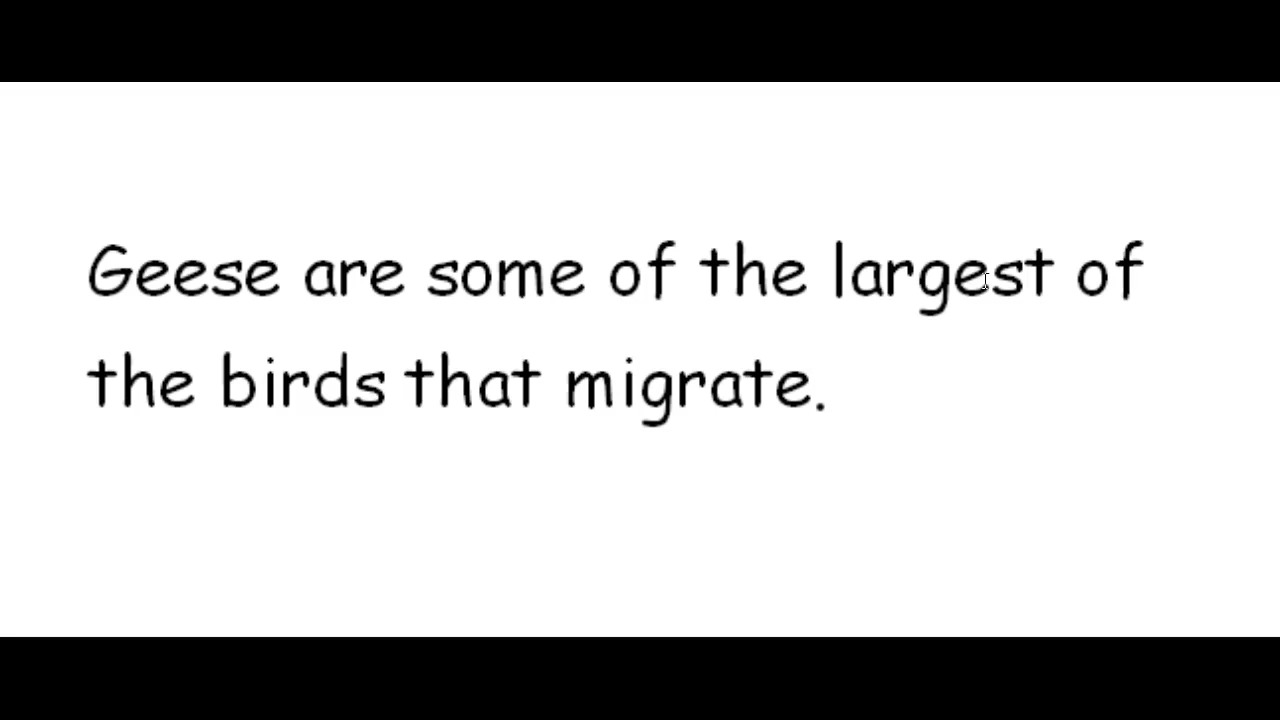 Geese are some of the largest of
the birds that migrate.